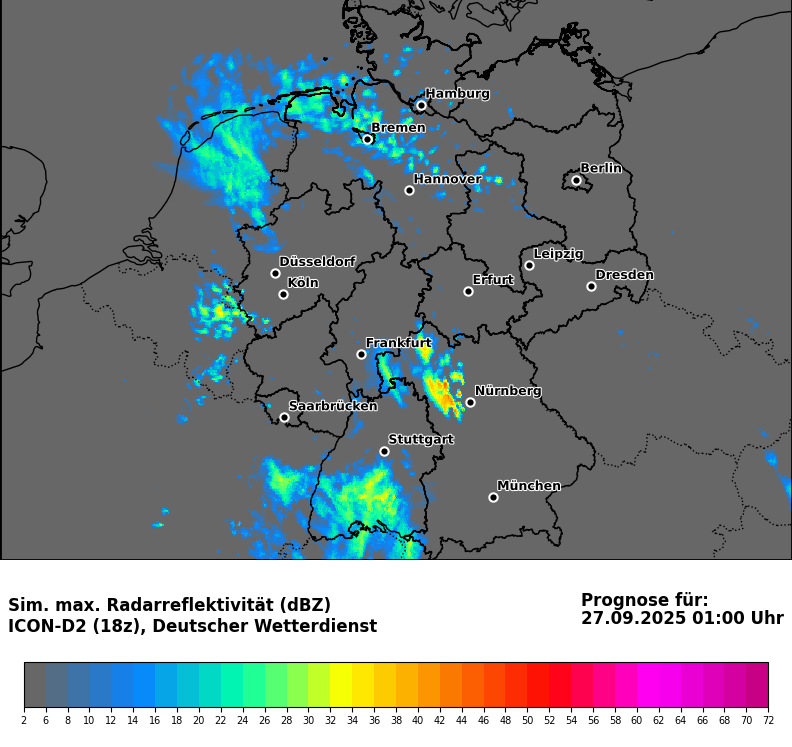 Hamburg
Bremen
Berlin
Hannover
Leipzig
Düsseldorf
Dresden
Erfurt
Köln
Frankfurt
Nürnberg
Saarbrücken
Stuttgart
München
Sim. max. Radarreflektivität (dBZ)
ICON-D2 (18z), Deutscher Wetterdienst
Prognose für:
27.09.2025 01:00 Uhr
2 6 8 10 12 14 16 18 20 22 24 26 28 30 32 34 36 38 40 42 44 46 48 50 52 54 56 58 60 62 64 66 68 70 72